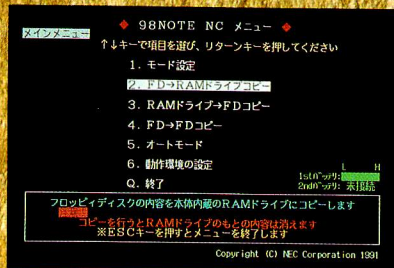 メインメニュー
◆ 98NOTE NC メニュー ◆
↑↓キーで項目を選び、リターンキーを押してください
1. モード設定
2. FD→RAMドライブコピー
3. RAMドライブ→FDコピー
4. FD→FDコピー
5. オートモード
6. 動作環境の設定
Q. 終了
L H
1stバッテリ:
2ndバッテリ: 未接続
フロッピィディスクの内容を本体内蔵のRAMドライブにコピーします
コピーを行うとRAMドライブのもとの内容は消えます
※ESCキーを押すとメニューを終了します
Copyright (C) NEC Corporation 1991